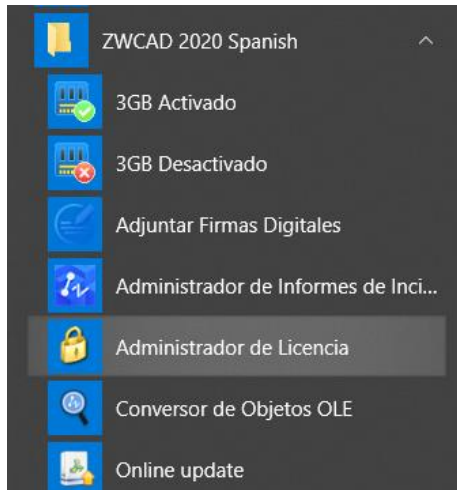 ZWCAD 2020 Spanish
3GB Activado
3GB Desactivado
Adjuntar Firmas Digitales
Administrador de Informes de Inci...
Administrador de Licencia
Conversor de Objetos OLE
Online update